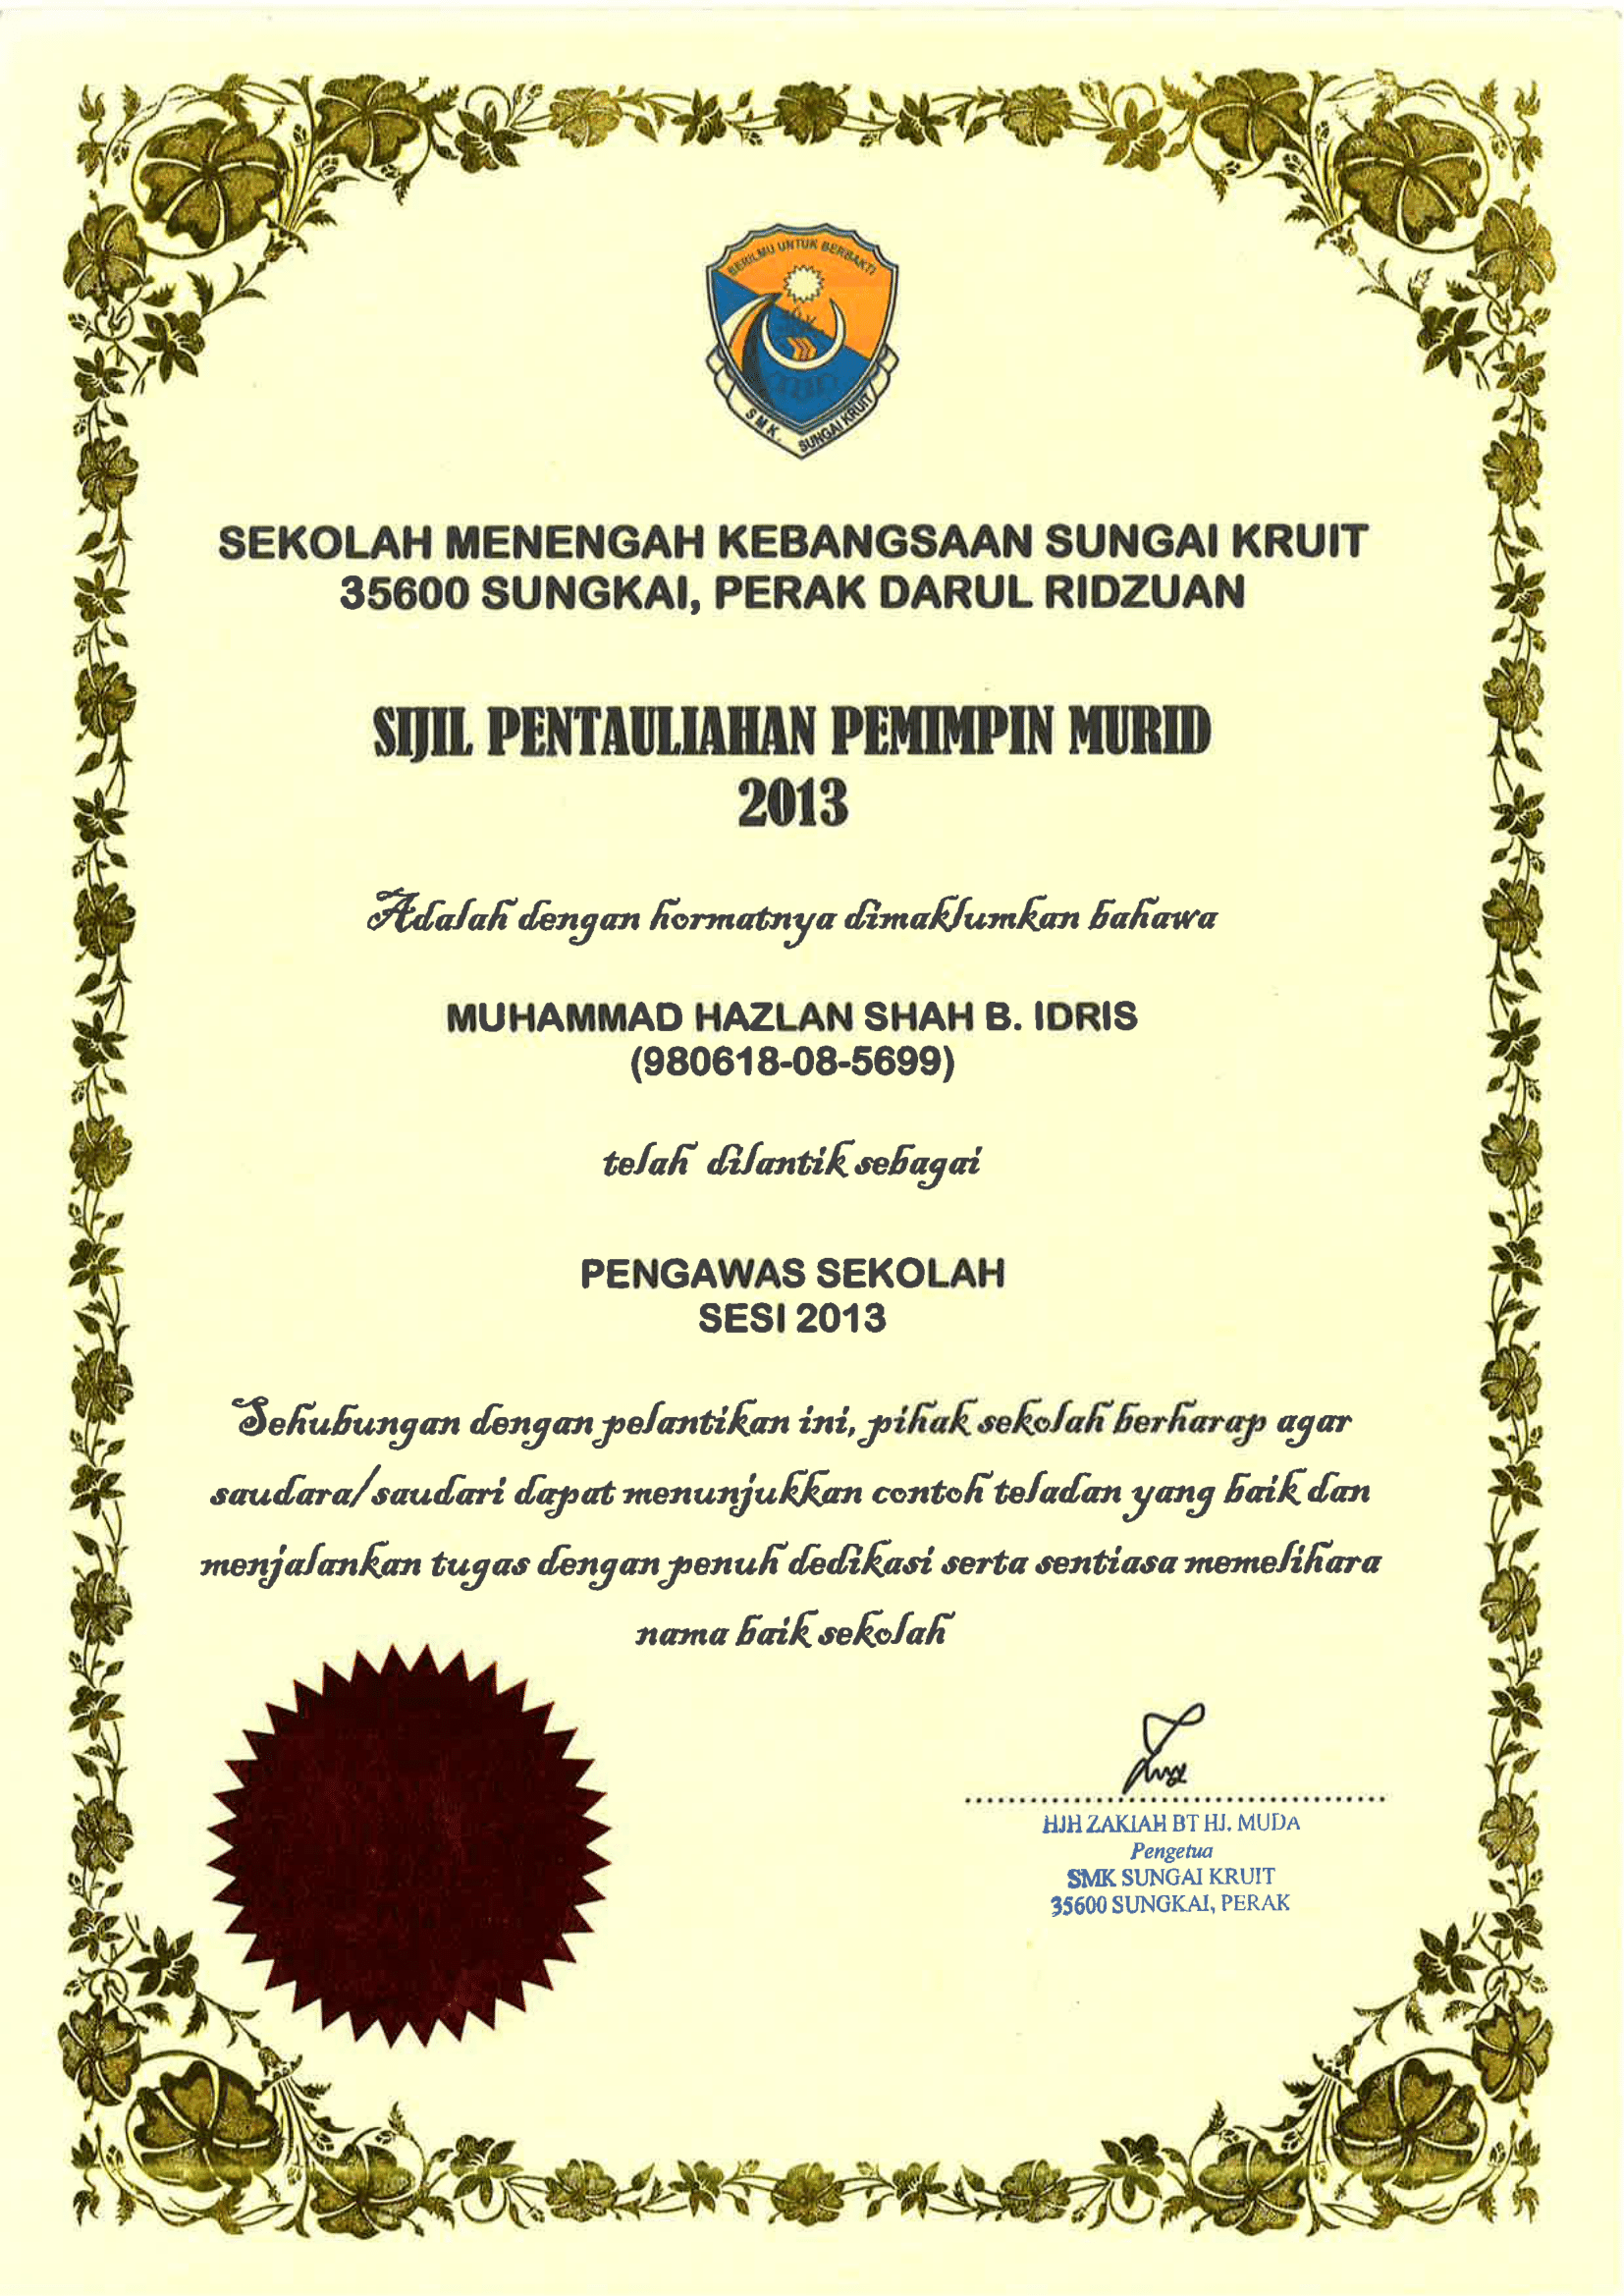 BERILMU UNTUK BERBAKTI
S M K. SUNGAI KRUIT
SEKOLAH MENENGAH KEBANGSAAN SUNGAI KRUIT
35600 SUNGKAI, PERAK DARUL RIDZUAN
SIJIL PENTAULIAHAN PEMIMPIN MURID
2013
Adalah dengan hormatnya dimaklumkan bahawa
MUHAMMAD HAZLAN SHAH B. IDRIS
(980618-08-5699)
telah dilantik sebagai
PENGAWAS SEKOLAH
SESI 2013
Sehubungan dengan pelantikan ini, pihak sekolah berharap agar
saudara/saudari dapat menunjukkan contoh teladan yang baik dan
menjalankan tugas dengan penuh dedikasi serta sentiasa memelihara
nama baik sekolah
HJH ZAKIAH BT HJ. MUDA
Pengetua
SMK SUNGAI KRUIT
35600 SUNGKAI, PERAK